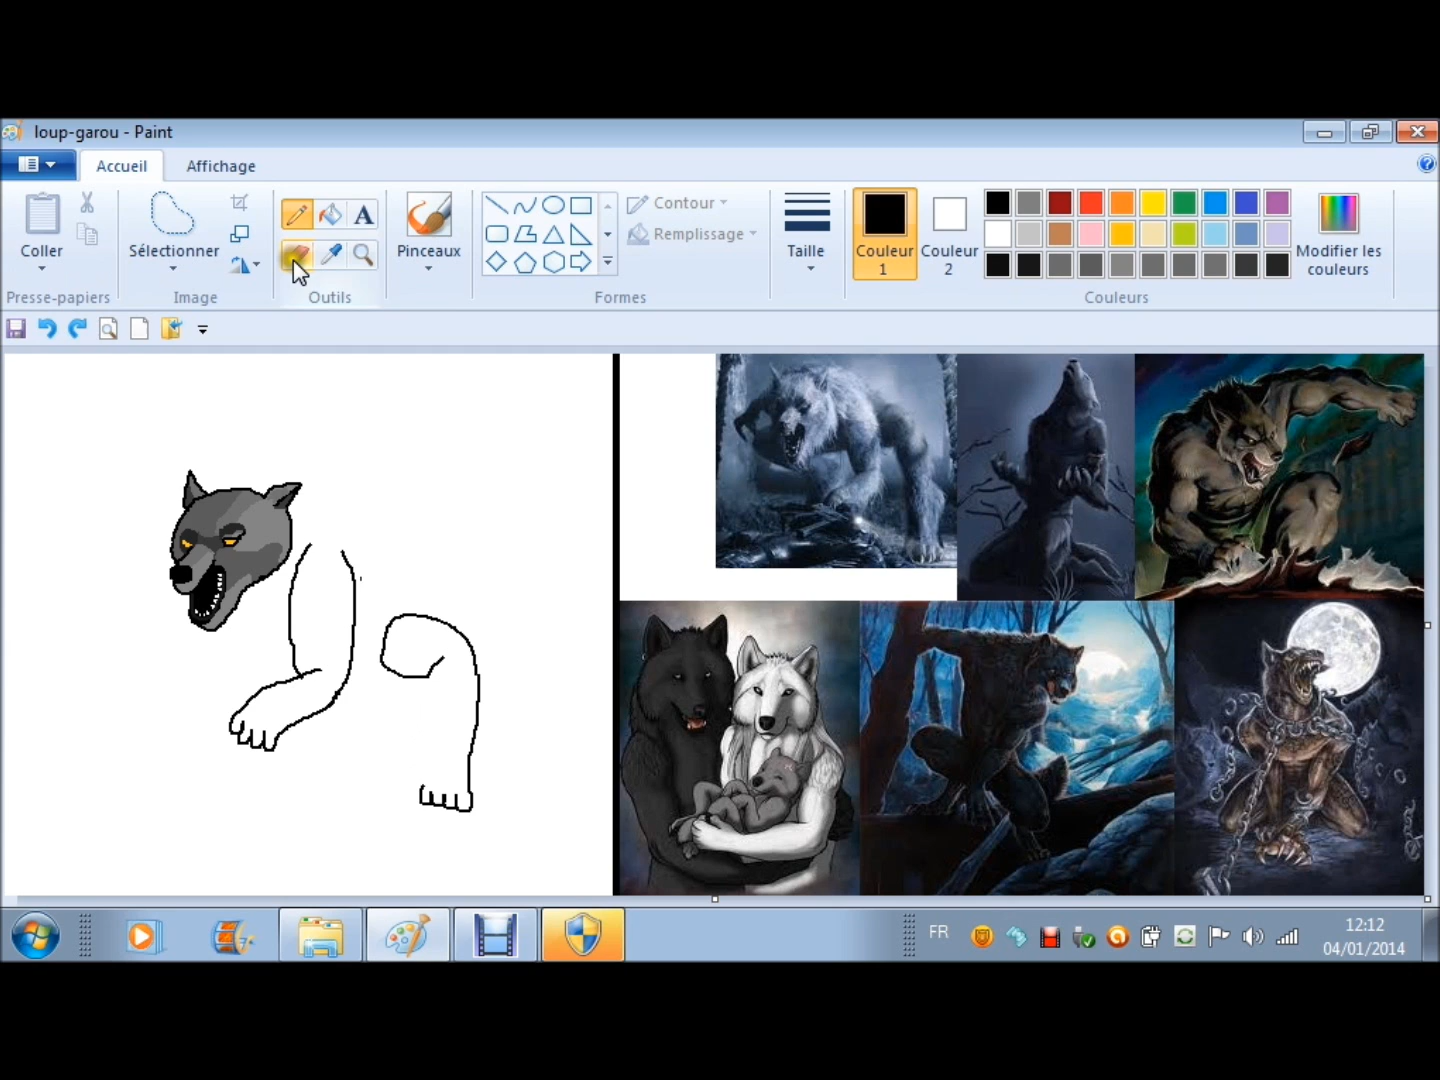 loup-garou - Paint
Accueil
Affichage
Coller
Sélectionner
A
Pinceaux
Contour
Remplissage
Taille
Couleur
1
Couleur
2
Modifier les
couleurs
Presse-papiers
Image
Outils
Formes
Couleurs
FR
12:12
04/01/2014